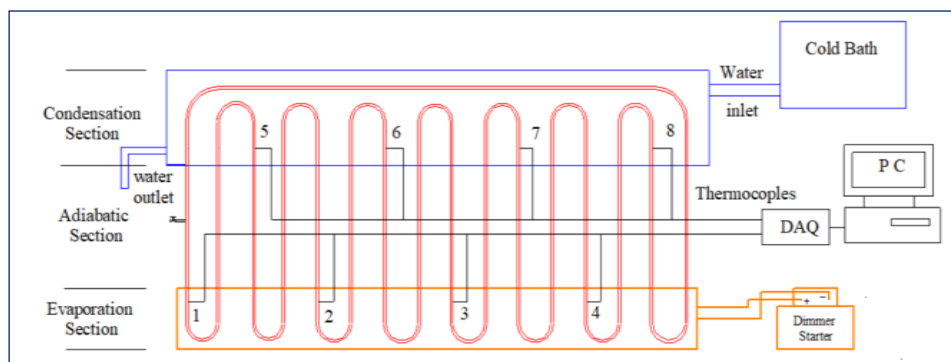 Cold Bath
Water
inlet
Condensation
Section
5
6
7
8
water
outlet
P C
Thermocoples
Adiabatic
Section
DAQ
Evaporation
Section
1
2
3
4
+ -
Dimmer
Starter